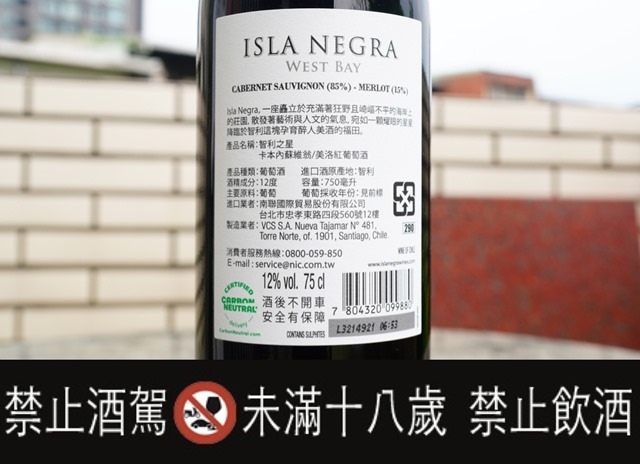 ISLA NEGRA
WEST BAY
CABERNET SAUVIGNON (85%) - MERLOT (15%)
Isla Negra, 一座矗立於充滿著狂野且崎嶇不平的海岸上
的莊園, 散發著藝術與人文的氣息, 宛如一顆耀眼的星星
降臨於智利這塊孕育醉人美酒的福田。
產品名稱: 智利之星
卡本內蘇維翁/美洛紅葡萄酒
產品種類: 葡萄酒 進口酒原產地: 智利
酒精成分: 12度 容量: 750毫升
主要原料: 葡萄 葡萄採收年份: 見前標
進口業者: 南聯國際貿易股份有限公司
台北市忠孝東路四段560號12樓
製造業者: VCS S.A. Nueva Tajamar N° 481,
Torre Norte, of. 1901, Santiago, Chile.
290
消費者服務熱線: 0800-059-850
WINE OF CHILE
E-mail : service@nic.com.tw
www.islanegrawines.com
12% vol. 75 cl
CERTIFIED
CARBON
NEUTRAL
CarbonNeutral.com
酒後不開車
安全有保障
7 804320 099880
CONTAINS SULPHITES
L3214921 06:53
禁止酒駕 未滿十八歲 禁止飲酒